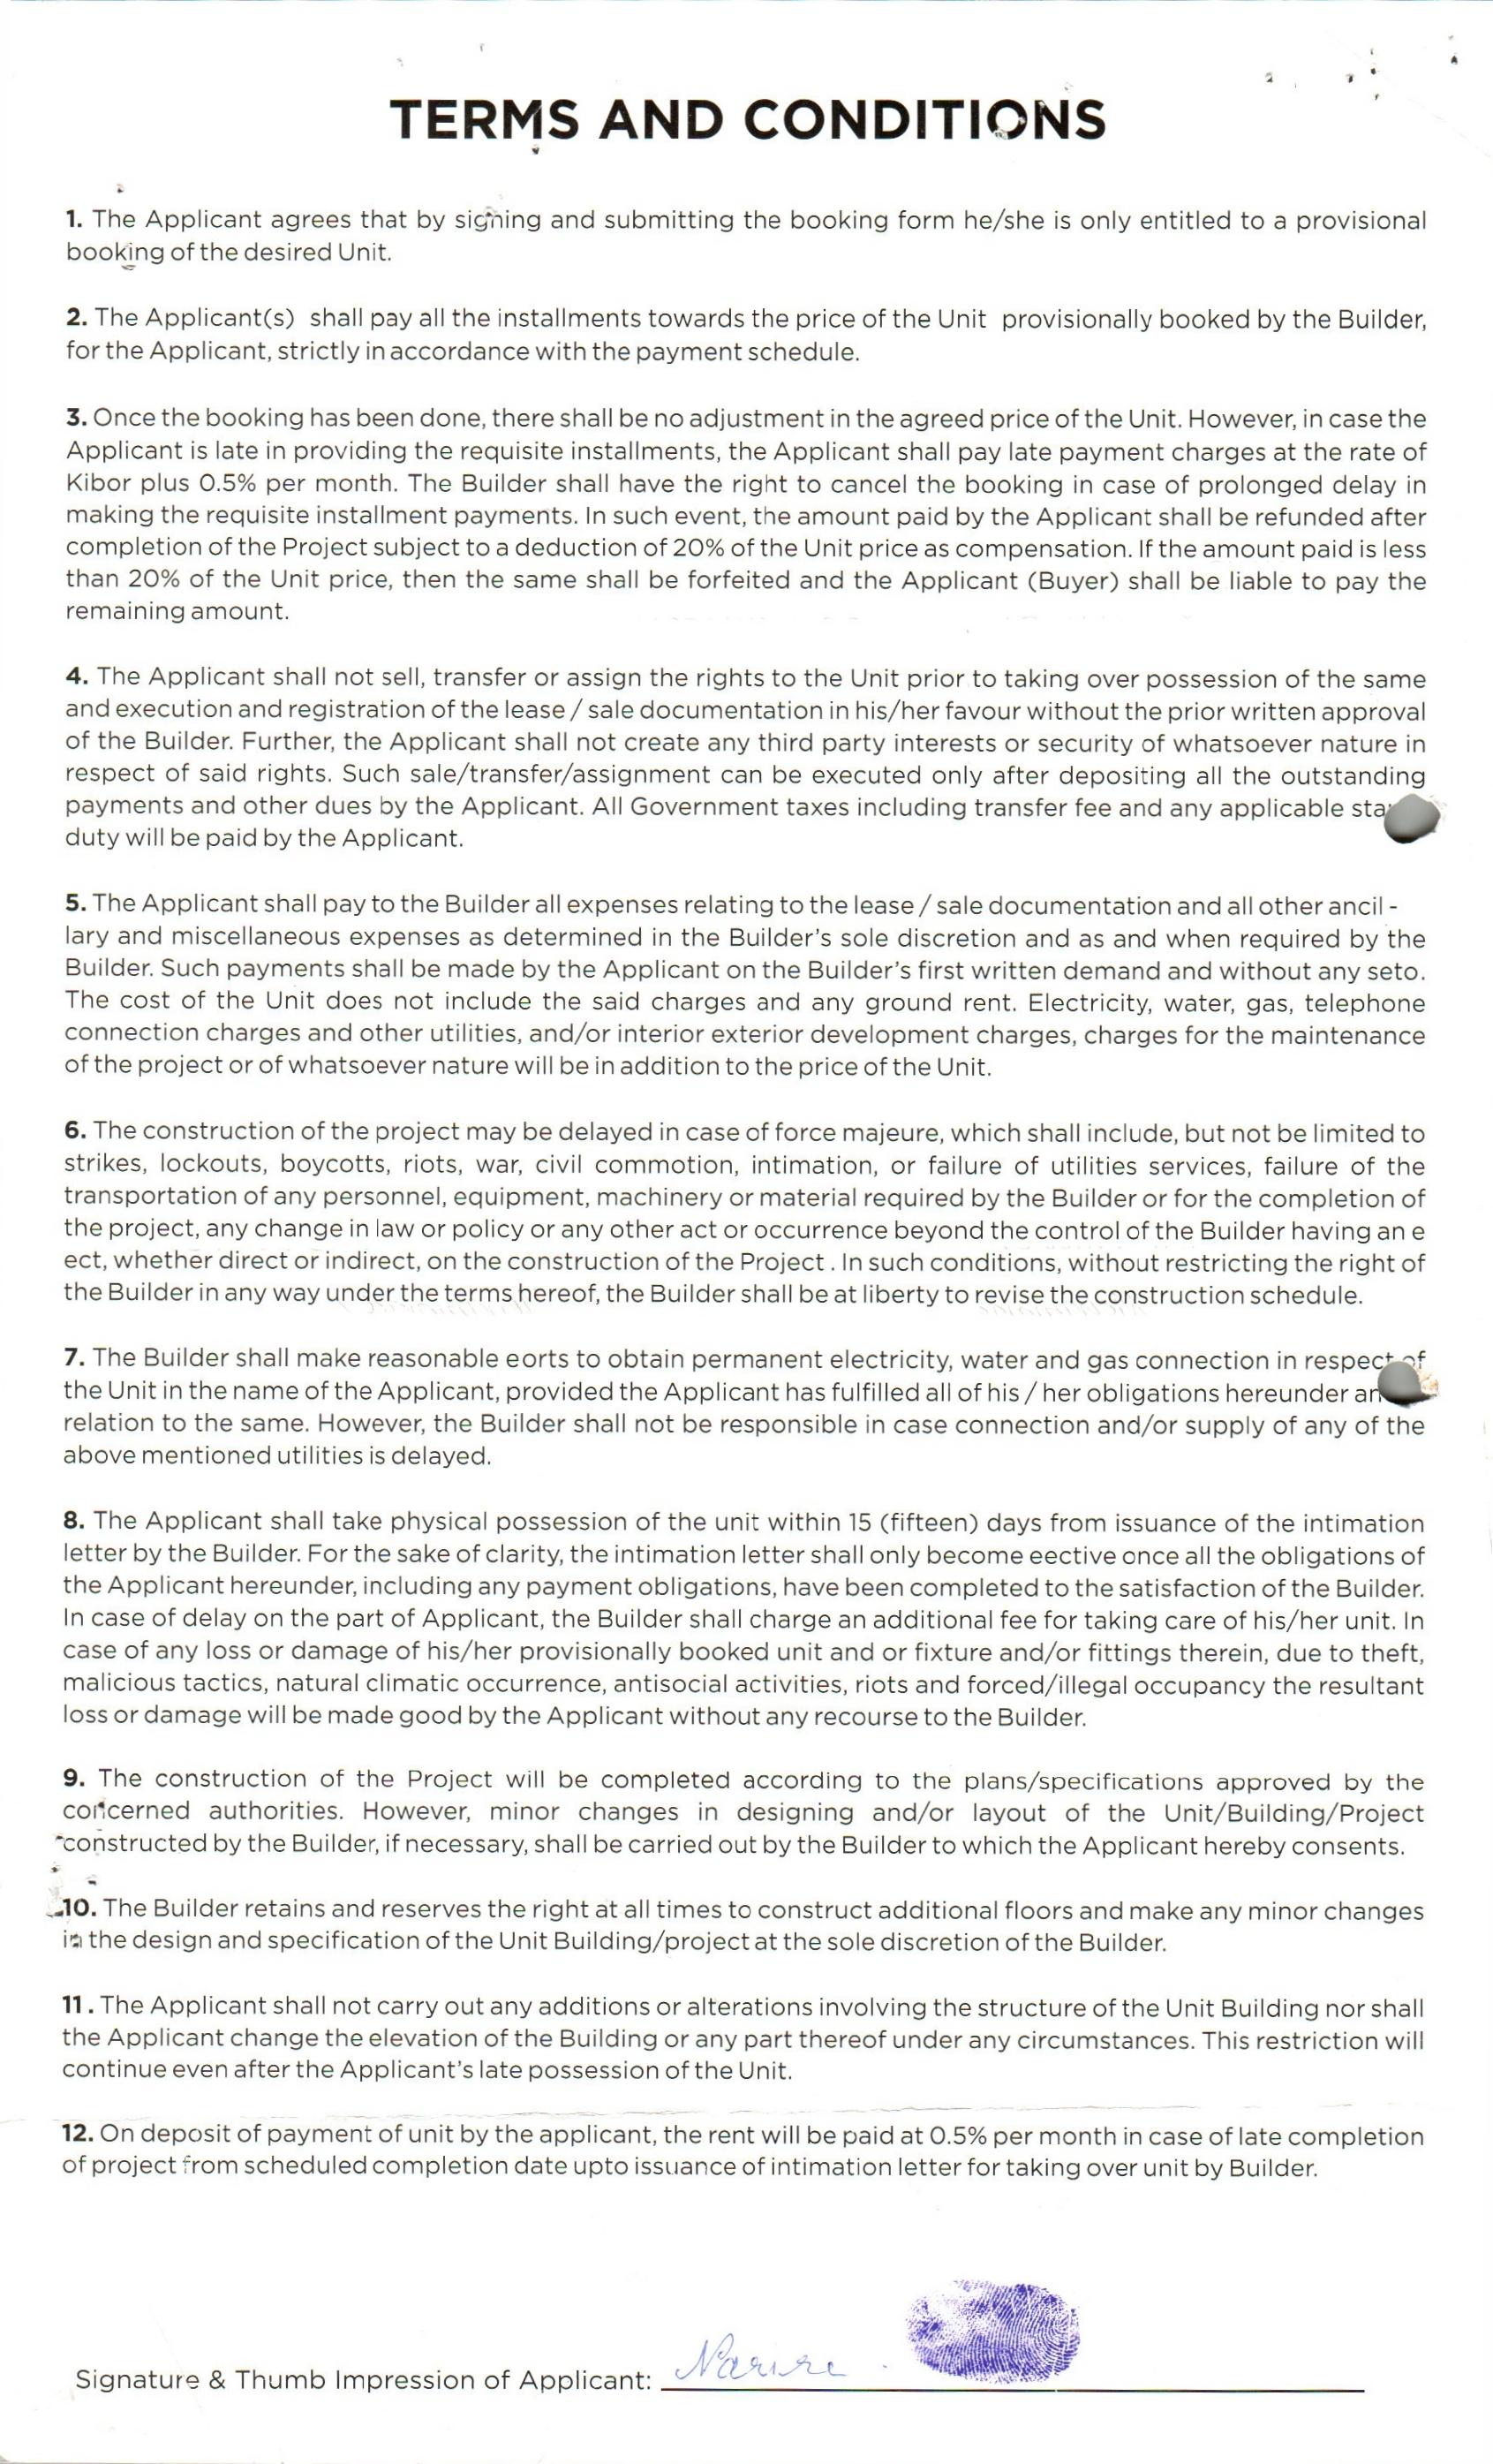 TERMS AND CONDITIONS
1. The Applicant agrees that by signing and submitting the booking form he/she is only entitled to a provisional
booking of the desired Unit.
2. The Applicant(s) shall pay all the installments towards the price of the Unit provisionally booked by the Builder,
for the Applicant, strictly in accordance with the payment schedule.
3. Once the booking has been done, there shall be no adjustment in the agreed price of the Unit. However, in case the
Applicant is late in providing the requisite installments, the Applicant shall pay late payment charges at the rate of
Kibor plus 0.5% per month. The Builder shall have the right to cancel the booking in case of prolonged delay in
making the requisite installment payments. In such event, the amount paid by the Applicant shall be refunded after
completion of the Project subject to a deduction of 20% of the Unit price as compensation. If the amount paid is less
than 20% of the Unit price, then the same shall be forfeited and the Applicant (Buyer) shall be liable to pay the
remaining amount.
4. The Applicant shall not sell, transfer or assign the rights to the Unit prior to taking over possession of the same
and execution and registration of the lease / sale documentation in his/her favour without the prior written approval
of the Builder. Further, the Applicant shall not create any third party interests or security of whatsoever nature in
respect of said rights. Such sale/transfer/assignment can be executed only after depositing all the outstanding
payments and other dues by the Applicant. All Government taxes including transfer fee and any applicable
duty will be paid by the Applicant.
5. The Applicant shall pay to the Builder all expenses relating to the lease / sale documentation and all other ancil -
lary and miscellaneous expenses as determined in the Builder's sole discretion and as and when required by the
Builder. Such payments shall be made by the Applicant on the Builder's first written demand and without any seto.
The cost of the Unit does not include the said charges and any ground rent. Electricity, water, gas, telephone
connection charges and other utilities, and/or interior exterior development charges, charges for the maintenance
of the project or of whatsoever nature will be in addition to the price of the Unit.
6. The construction of the project may be delayed in case of force majeure, which shall include, but not be limited to
strikes, lockouts, boycotts, riots, war, civil commotion, intimation, or failure of utilities services, failure of the
transportation of any personnel, equipment, machinery or material required by the Builder or for the completion of
the project, any change in law or policy or any other act or occurrence beyond the control of the Builder having an e
ect, whether direct or indirect, on the construction of the Project . In such conditions, without restricting the right of
the Builder in any way under the terms hereof, the Builder shall be at liberty to revise the construction schedule.
7. The Builder shall make reasonable eorts to obtain permanent electricity, water and gas connection in respect of
the Unit in the name of the Applicant, provided the Applicant has fulfilled all of his / her obligations hereunder
relation to the same. However, the Builder shall not be responsible in case connection and/or supply of any of the
above mentioned utilities is delayed.
8. The Applicant shall take physical possession of the unit within 15 (fifteen) days from issuance of the intimation
letter by the Builder. For the sake of clarity, the intimation letter shall only become eective once all the obligations of
the Applicant hereunder, including any payment obligations, have been completed to the satisfaction of the Builder.
In case of delay on the part of Applicant, the Builder shall charge an additional fee for taking care of his/her unit. In
case of any loss or damage of his/her provisionally booked unit and or fixture and/or fittings therein, due to theft,
malicious tactics, natural climatic occurrence, antisocial activities, riots and forced/illegal occupancy the resultant
loss or damage will be made good by the Applicant without any recourse to the Builder.
9. The construction of the Project will be completed according to the plans/specifications approved by the
concerned authorities. However, minor changes in designing and/or layout of the Unit/Building/Project
constructed by the Builder, if necessary, shall be carried out by the Builder to which the Applicant hereby consents.
10. The Builder retains and reserves the right at all times to construct additional floors and make any minor changes
in the design and specification of the Unit Building/project at the sole discretion of the Builder.
11. The Applicant shall not carry out any additions or alterations involving the structure of the Unit Building nor shall
the Applicant change the elevation of the Building or any part thereof under any circumstances. This restriction will
continue even after the Applicant's late possession of the Unit.
12. On deposit of payment of unit by the applicant, the rent will be paid at 0.5% per month in case of late completion
of project from scheduled completion date upto issuance of intimation letter for taking over unit by Builder.
Signature & Thumb Impression of Applicant: